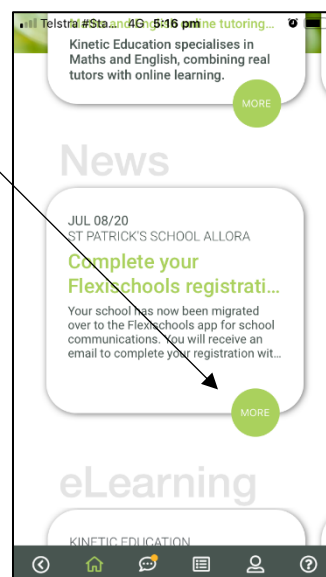 Telstra #Sta... 4G 5:16 pm
Kinetic Education specialises in
Maths and English, combining real
tutors with online learning.
MORE
News
JUL 08/20
ST PATRICK'S SCHOOL ALLORA
Complete your
Flexischools registrati...
Your school has now been migrated
over to the Flexischools app for school
communications. You will receive an
email to complete your registration wit...
MORE
eLearning
KINETIC EDUCATION